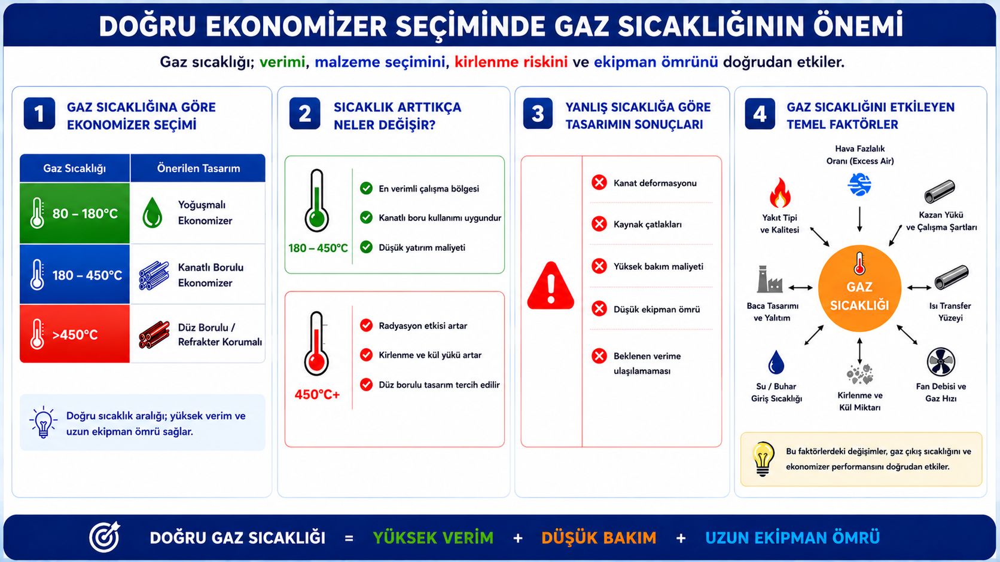 DOĞRU EKONOMİZER SEÇİMİNDE GAZ SICAKLIĞININ ÖNEMİ
Gaz sıcaklığı; verimi, malzeme seçimini, kirlenme riskini ve ekipman ömrünü doğrudan etkiler.
1
GAZ SICAKLIĞINA GÖRE
EKONOMİZER SEÇİMİ
Gaz Sıcaklığı
Önerilen Tasarım
80 – 180°C
Yoğuşmalı
Ekonomizer
180 – 450°C
Kanatlı Borulu
Ekonomizer
>450°C
Düz Borulu /
Refrakter Korumalı
Doğru sıcaklık aralığı; yüksek verim ve
uzun ekipman ömrü sağlar.
2
SICAKLIK ARTTIKÇA
NELER DEĞİŞİR?
180 – 450°C
En verimli çalışma bölgesi
Kanatlı boru kullanımı uygundur
Düşük yatırım maliyeti
450°C+
Radyasyon etkisi artar
Kirlenme ve kül yükü artar
Düz borulu tasarım tercih edilir
3
YANLIŞ SICAKLIĞA GÖRE
TASARIMIN SONUÇLARI
Kanat deformasyonu
Kaynak çatlakları
Yüksek bakım maliyeti
Düşük ekipman ömrü
Beklenen verime
ulaşılamaması
4
GAZ SICAKLIĞINI ETKİLEYEN
TEMEL FAKTÖRLER
Hava Fazlalık
Oranı (Excess Air)
Yakıt Tipi
ve Kalitesi
Kazan Yükü
ve Çalışma Şartları
GAZ
SICAKLIĞI
Baca Tasarımı
ve Yalıtım
Isı Transfer
Yüzeyi
Su / Buhar
Giriş Sıcaklığı
Kirlenme ve
Kül Miktarı
Fan Debisi ve
Gaz Hızı
Bu faktörlerdeki değişimler, gaz çıkış sıcaklığını ve
ekonomizer performansını doğrudan etkiler.
DOĞRU GAZ SICAKLIĞI = YÜKSEK VERİM + DÜŞÜK BAKIM + UZUN EKİPMAN ÖMRÜ